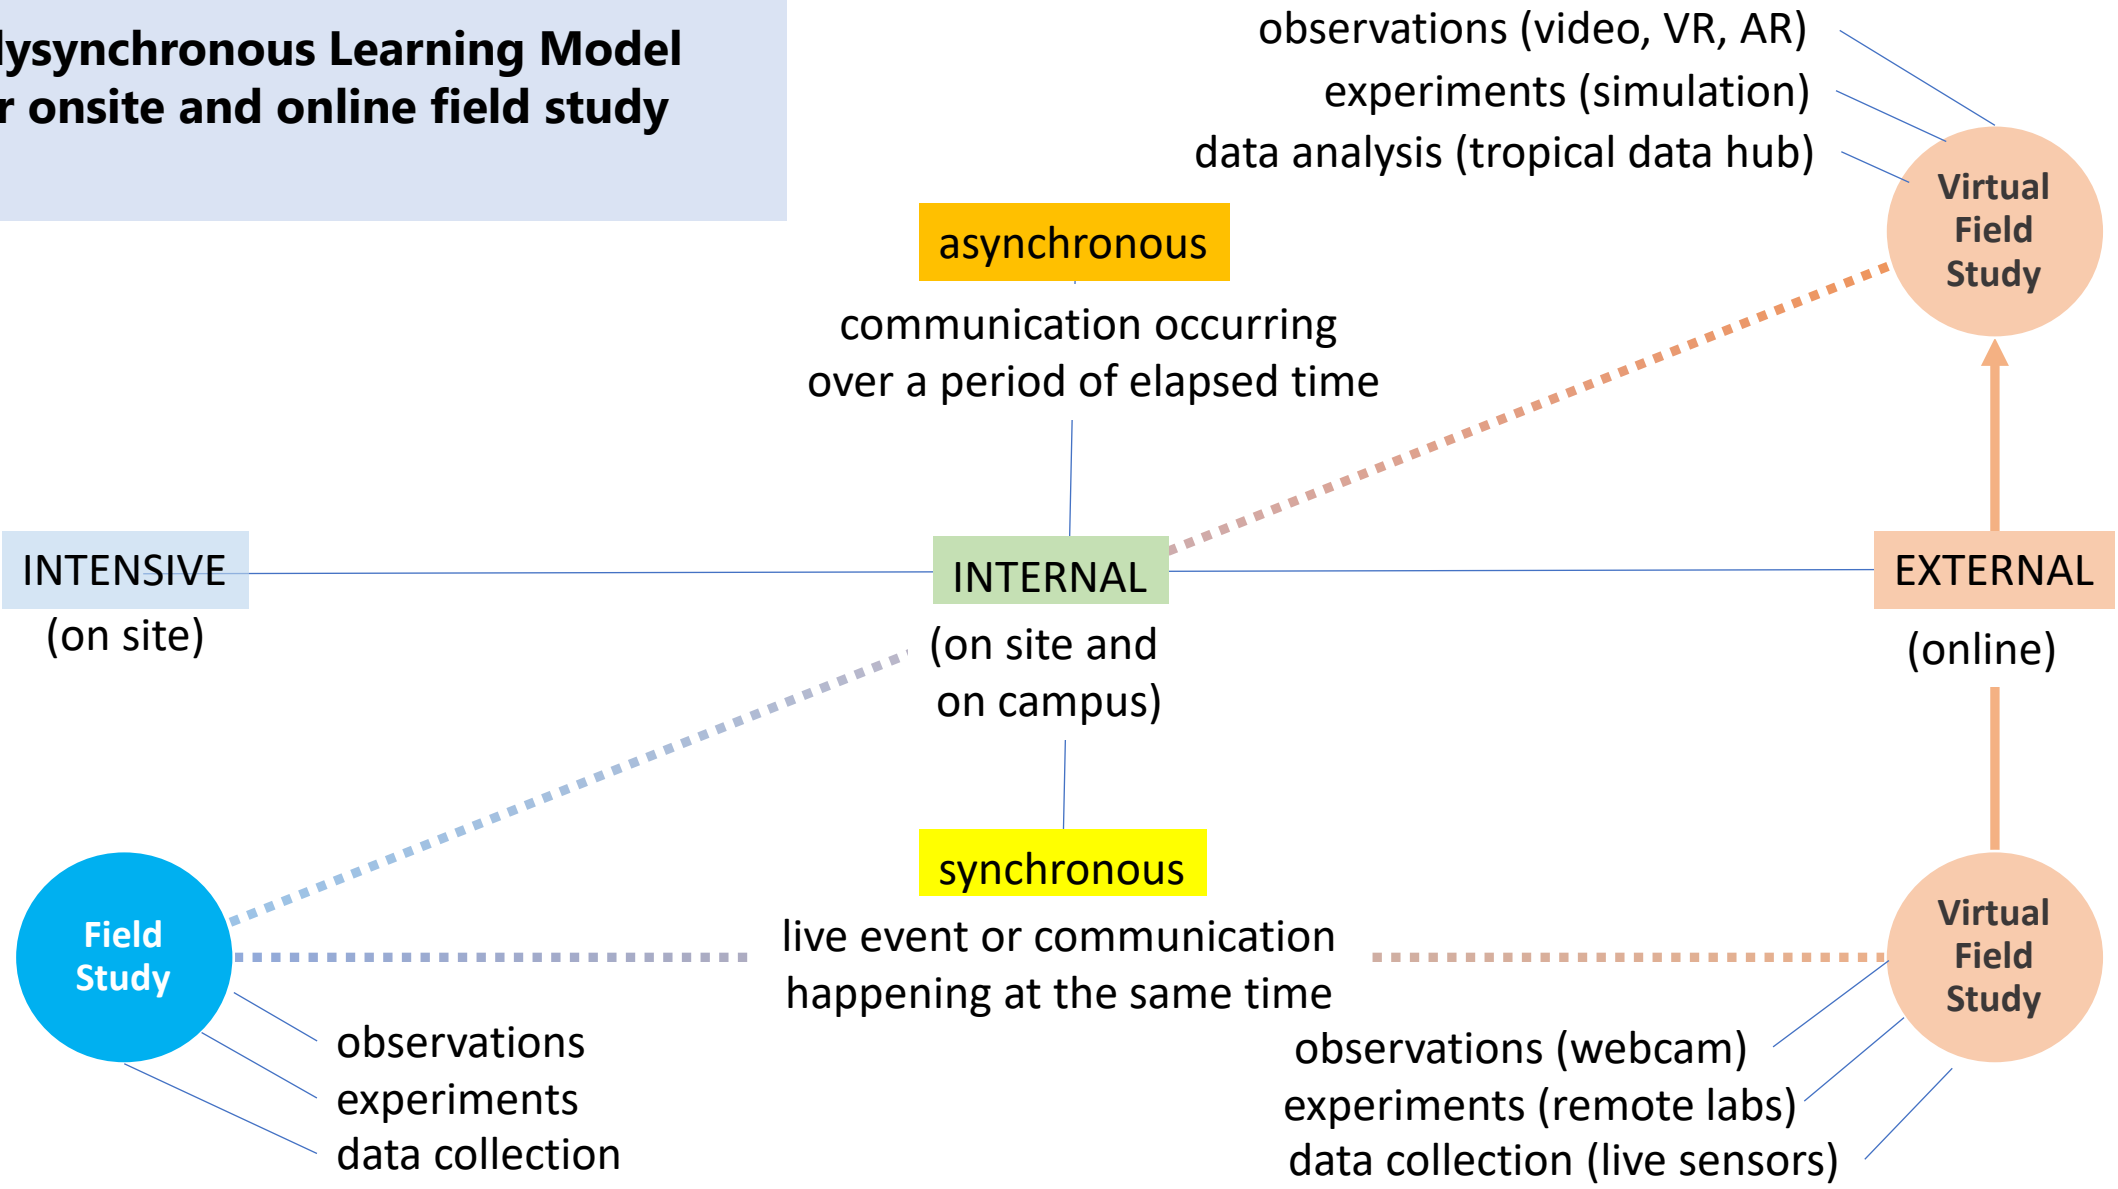 lysynchronous Learning Model
r onsite and online field study
observations (video, VR, AR)
experiments (simulation)
data analysis (tropical data hub)
Virtual
Field
Study
asynchronous
communication occurring
over a period of elapsed time
INTENSIVE
(on site)
INTERNAL
(on site and
on campus)
EXTERNAL
(online)
synchronous
live event or communication
happening at the same time
Field
Study
observations
experiments
data collection
Virtual
Field
Study
observations (webcam)
experiments (remote labs)
data collection (live sensors)